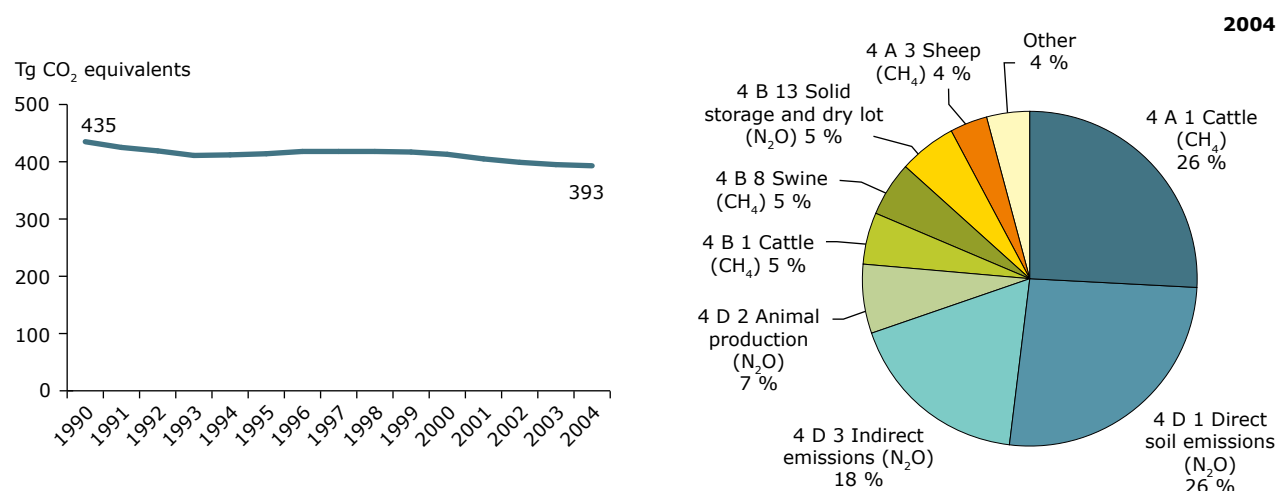 Tg CO₂ equivalents
500
400
300
200
100
0
435
393
1990
1991
1992
1993
1994
1995
1996
1997
1998
1999
2000
2001
2002
2003
2004
2004
Other
4 %
4 A 3 Sheep
(CH₄) 4 %
4 B 13 Solid
storage and dry lot
(N₂O) 5 %
4 B 8 Swine
(CH₄) 5 %
4 B 1 Cattle
(CH₄) 5 %
4 D 2 Animal
production
(N₂O)
7 %
4 D 3 Indirect
emissions (N₂O)
18 %
4 A 1 Cattle
(CH₄)
26 %
4 D 1 Direct
soil emissions
(N₂O)
26 %